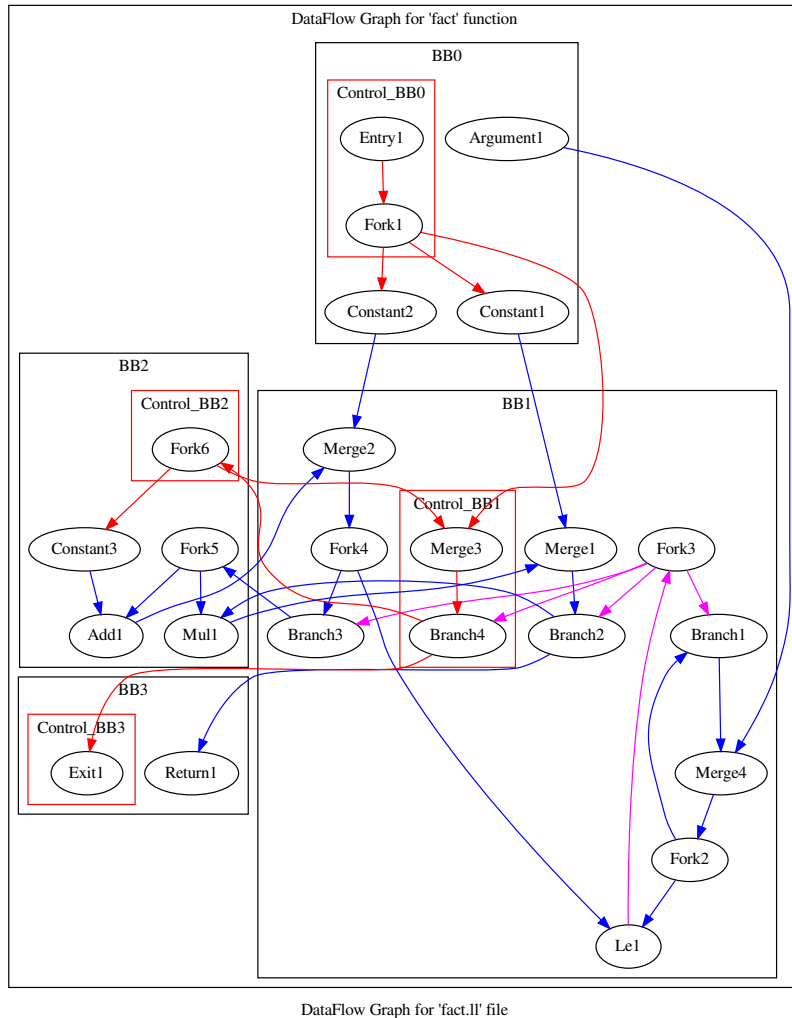 DataFlow Graph for 'fact' function
BB0
Control_BB0
Entry1
Argument1
Fork1
Constant2
Constant1
BB2
BB1
Control_BB2
Fork6
Merge2
Control_BB1
Constant3
Fork5
Fork4
Merge3
Merge1
Fork3
Add1
Mul1
Branch3
Branch4
Branch2
Branch1
BB3
Control_BB3
Exit1
Return1
Merge4
Fork2
Le1
DataFlow Graph for 'fact.ll' file